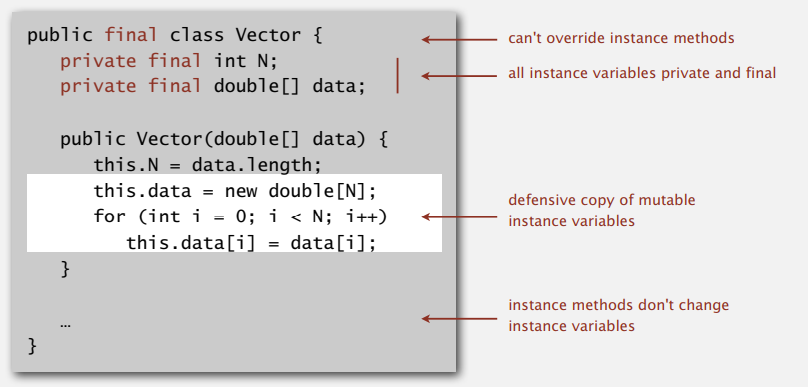 public final class Vector {
can't override instance methods
private final int N;
private final double[] data;
all instance variables private and final
public Vector(double[] data) {
this.N = data.length;
this.data = new double[N];
for (int i = 0; i < N; i++)
this.data[i] = data[i];
defensive copy of mutable
instance variables
}
…
instance methods don't change
instance variables
}